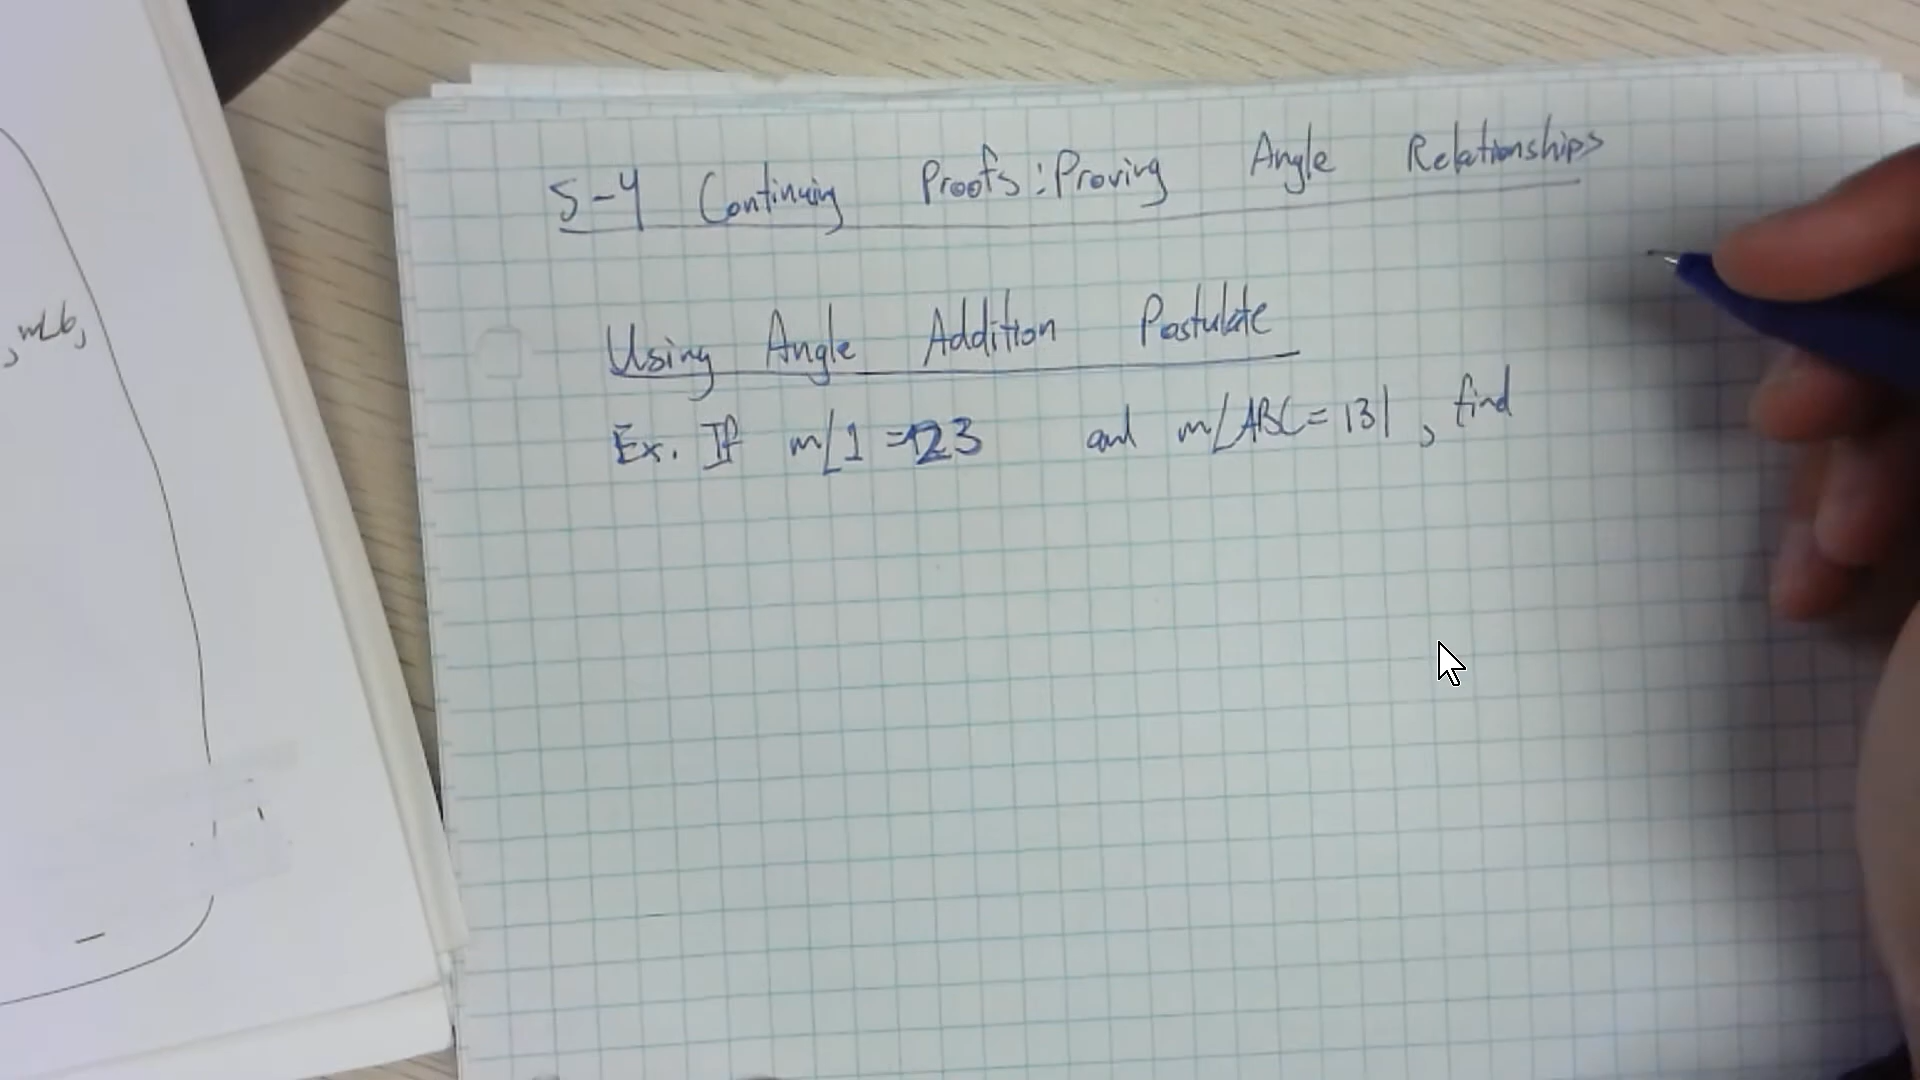 5-4 Continuing Proofs: Proving Angle Relationships
Using Angle Addition Postulate
Ex. If m∠1 = 23 and m∠ABC = 131, find
, m∠6,